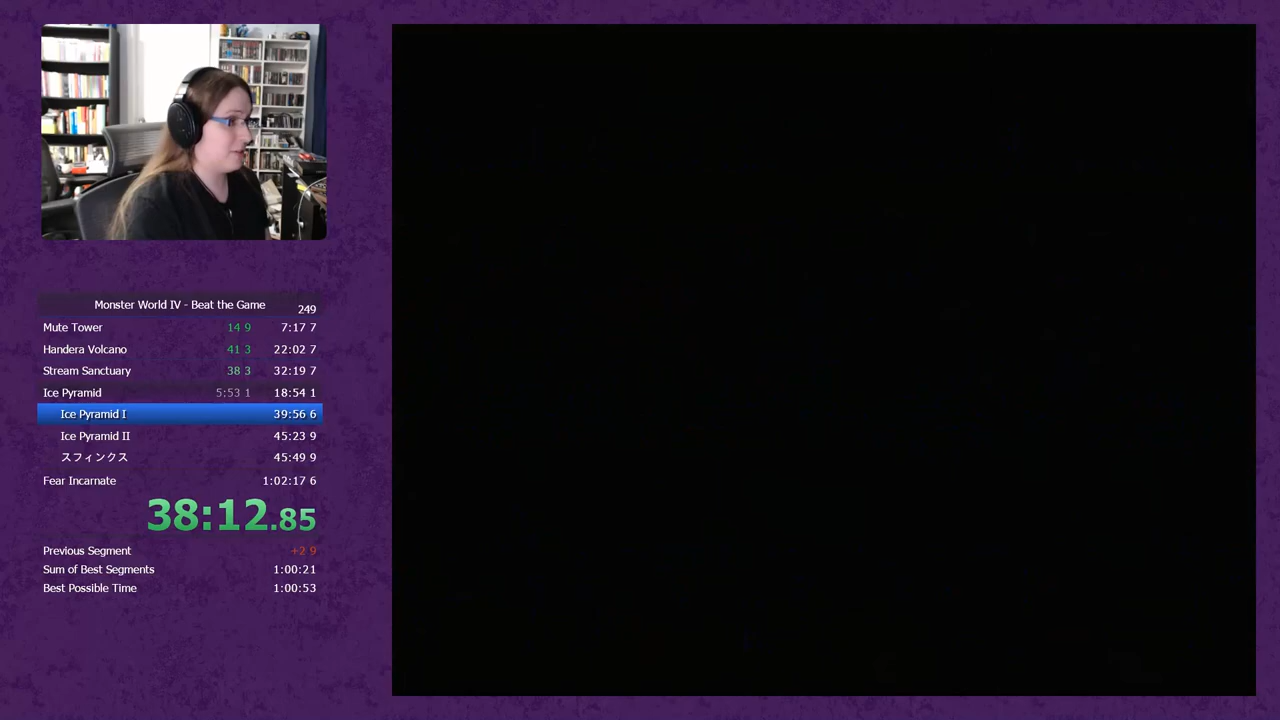 Monster World IV - Beat the Game
249
Mute Tower 14 9 7:17 7
Handera Volcano 41 3 22:02 7
Stream Sanctuary 38 3 32:19 7
Ice Pyramid 5:53 1 18:54 1
Ice Pyramid I 39:56 6
Ice Pyramid II 45:23 9
スフィンクス 45:49 9
Fear Incarnate 1:02:17 6
38:12.85
Previous Segment +2 9
Sum of Best Segments 1:00:21
Best Possible Time 1:00:53